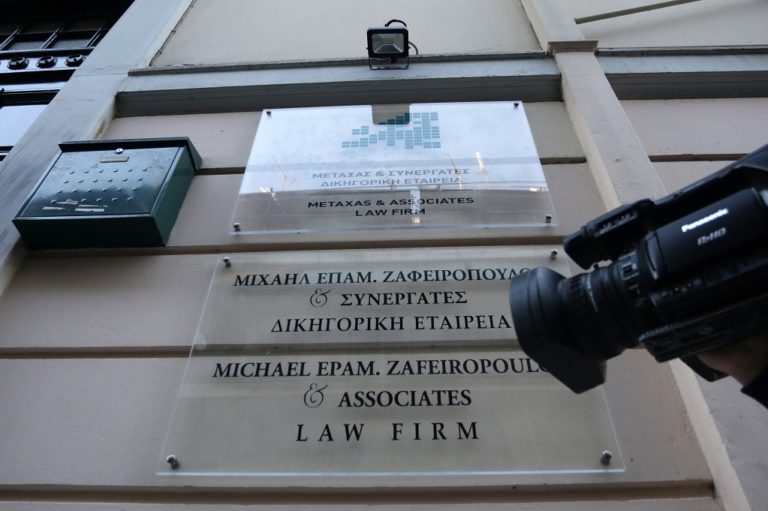 ΜΕΤΑΞΑΣ & ΣΥΝΕΡΓΑΤΕΣ
ΔΙΚΗΓΟΡΙΚΗ ΕΤΑΙΡΕΙΑ
METAXAS & ASSOCIATES
LAW FIRM
ΜΙΧΑΗΛ ΕΠΑΜ. ΖΑΦΕΙΡΟΠΟΥΛΟ
& ΣΥΝΕΡΓΑΤΕΣ
ΔΙΚΗΓΟΡΙΚΗ ΕΤΑΙΡΕΙΑ
MICHAEL EPAM. ZAFEIROPOULO
& ASSOCIATES
LAW FIRM
Panasonic